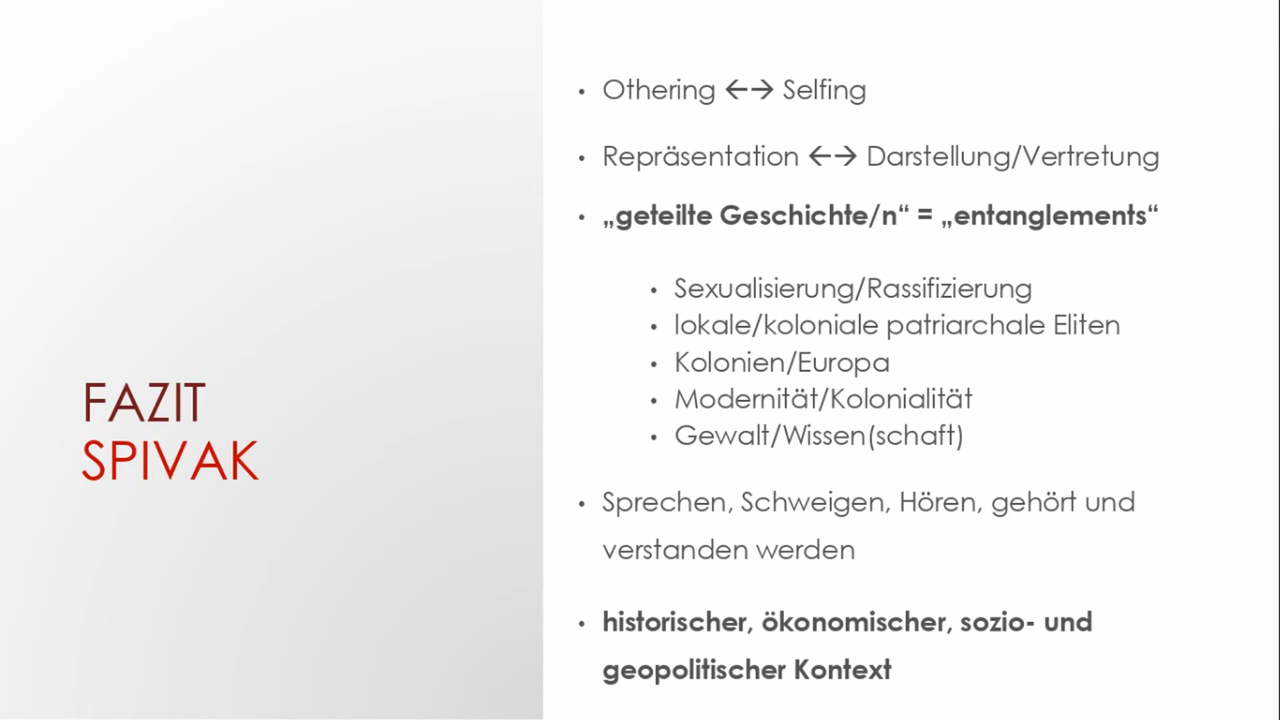 FAZIT
SPIVAK
• Othering ←→ Selfing
• Repräsentation ←→ Darstellung/Vertretung
• „geteilte Geschichte/n“ = „entanglements“
• Sexualisierung/Rassifizierung
• lokale/koloniale patriarchale Eliten
• Kolonien/Europa
• Modernität/Kolonialität
• Gewalt/Wissen(schaft)
• Sprechen, Schweigen, Hören, gehört und
verstanden werden
• historischer, ökonomischer, sozio- und
geopolitischer Kontext